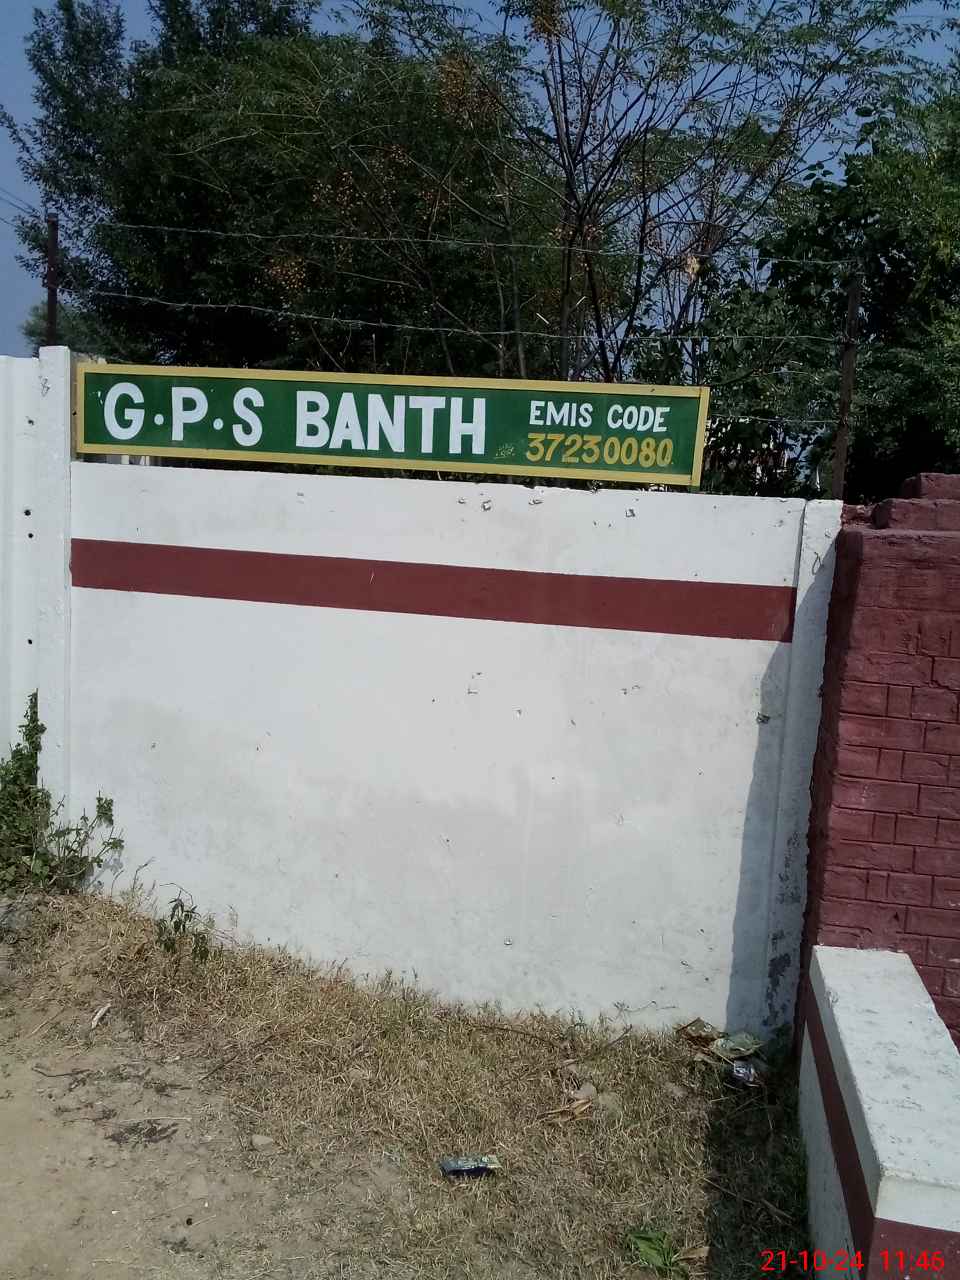 G.P.S BANTH
EMIS CODE
37230080
21-10-24 11:46